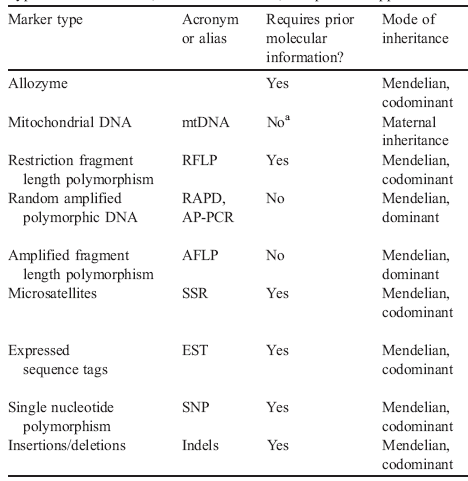 Marker type Acronym or alias Requires prior molecular information? Mode of inheritance
Allozyme Yes Mendelian, codominant
Mitochondrial DNA mtDNA Noa Maternal inheritance
Restriction fragment length polymorphism RFLP Yes Mendelian, codominant
Random amplified polymorphic DNA RAPD, AP-PCR No Mendelian, dominant
Amplified fragment length polymorphism AFLP No Mendelian, dominant
Microsatellites SSR Yes Mendelian, codominant
Expressed sequence tags EST Yes Mendelian, codominant
Single nucleotide polymorphism SNP Yes Mendelian, codominant
Insertions/deletions Indels Yes Mendelian, codominant